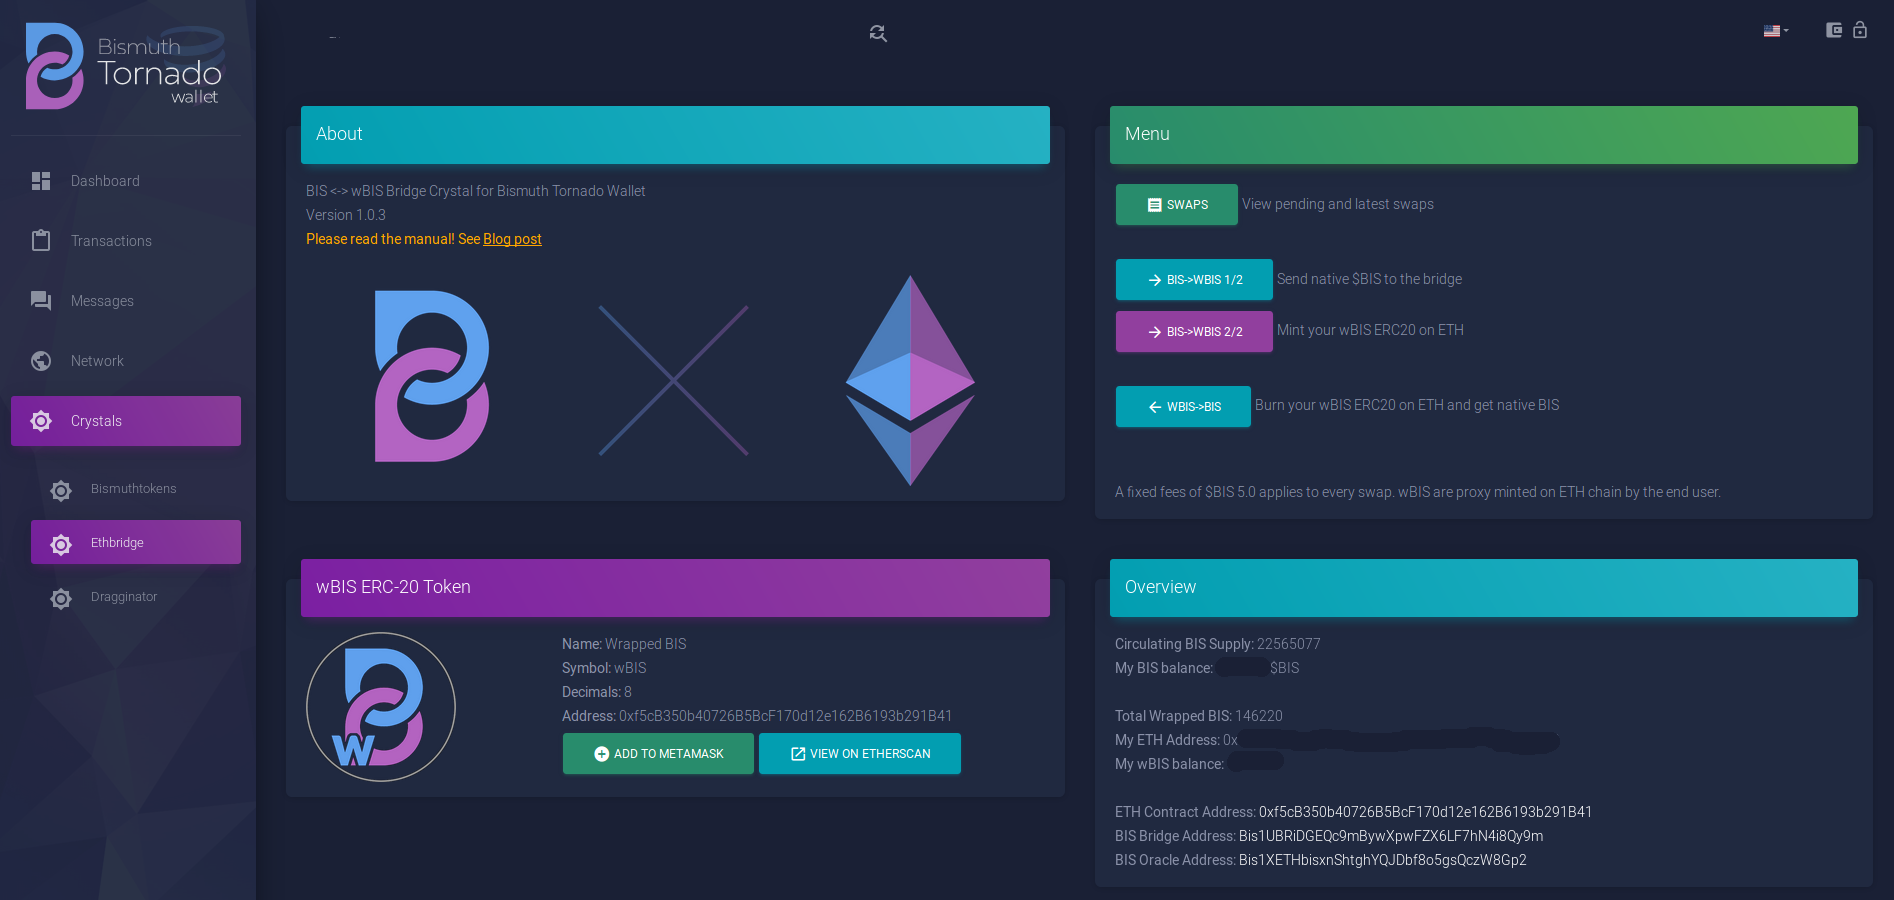 Bismuth
Tornado
wallet
Dashboard
Transactions
Messages
Network
Crystals
Bismuthtokens
Ethbridge
Dragginator
About
BIS <-> wBIS Bridge Crystal for Bismuth Tornado Wallet
Version 1.0.3
Please read the manual! See Blog post
Menu
SWAPS View pending and latest swaps
BIS->WBIS 1/2 Send native $BIS to the bridge
BIS->WBIS 2/2 Mint your wBIS ERC20 on ETH
WBIS->BIS Burn your wBIS ERC20 on ETH and get native BIS
A fixed fees of $BIS 5.0 applies to every swap. wBIS are proxy minted on ETH chain by the end user.
wBIS ERC-20 Token
W
Name: Wrapped BIS
Symbol: wBIS
Decimals: 8
Address: 0xf5cB350b40726B5BcF170d12e162B6193b291B41
ADD TO METAMASK VIEW ON ETHERSCAN
Overview
Circulating BIS Supply: 22565077
My BIS balance: $BIS
Total Wrapped BIS: 146220
My ETH Address: 0x
My wBIS balance:
ETH Contract Address: 0xf5cB350b40726B5BcF170d12e162B6193b291B41
BIS Bridge Address: Bis1UBRiDGEQc9mBywXpwFZX6LF7hN4i8Qy9m
BIS Oracle Address: Bis1XETHbisxnShtghYQJDbf8o5gsQczW8Gp2